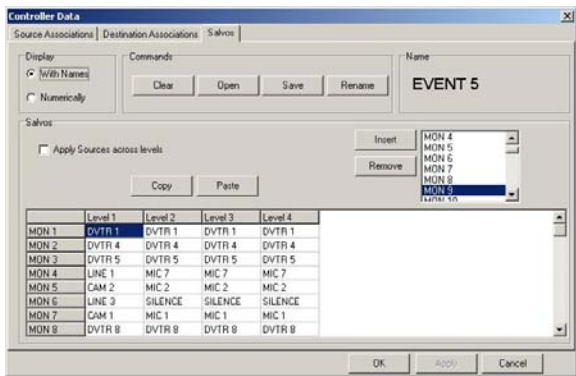 Controller Data
Source Associations Destination Associations Salvos
Display
With Names
Numerically
Commands
Clear Open Save Rename
Name
EVENT 5
Salvos
Apply Sources across levels
Copy Paste
Insert
Remove
MON 4
MON 5
MON 6
MON 7
MON 8
MON 9
MON 10
Level 1 Level 2 Level 3 Level 4
MON 1 DVTR 1 DVTR 1 DVTR 1 DVTR 1
MON 2 DVTR 4 DVTR 4 DVTR 4 DVTR 4
MON 3 DVTR 5 DVTR 5 DVTR 5 DVTR 5
MON 4 LINE 1 MIC 7 MIC 7 MIC 7
MON 5 CAM 2 MIC 2 MIC 2 MIC 2
MON 6 LINE 3 SILENCE SILENCE SILENCE
MON 7 CAM 1 MIC 1 MIC 1 MIC 1
MON 8 DVTR 8 DVTR 8 DVTR 8 DVTR 8
OK Apply Cancel